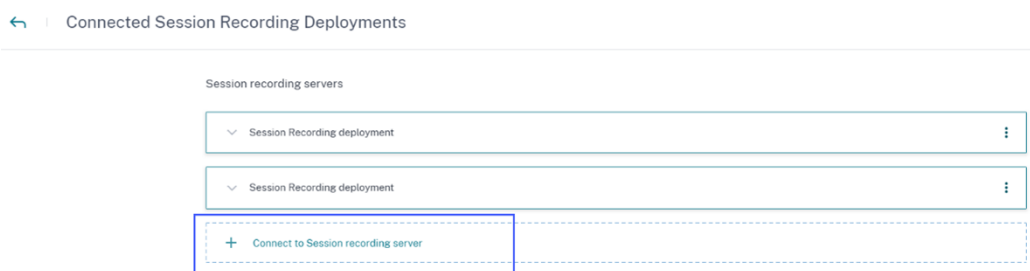 Connected Session Recording Deployments
Session recording servers
Session Recording deployment
Session Recording deployment
Connect to Session recording server